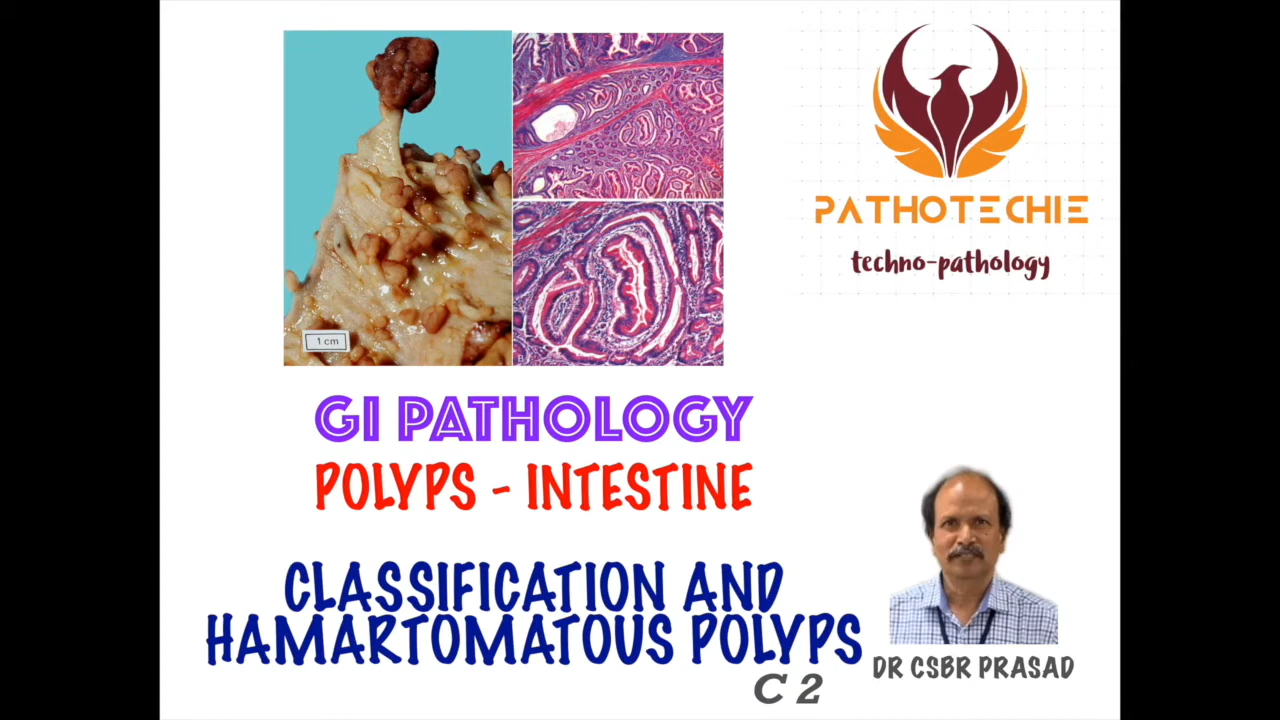 PATHOTECHIE
techno-pathology
1 cm
B
GI PATHOLOGY
POLYPS - INTESTINE
CLASSIFICATION AND
HAMARTOMATOUS POLYPS
C 2
DR CSBR PRASAD